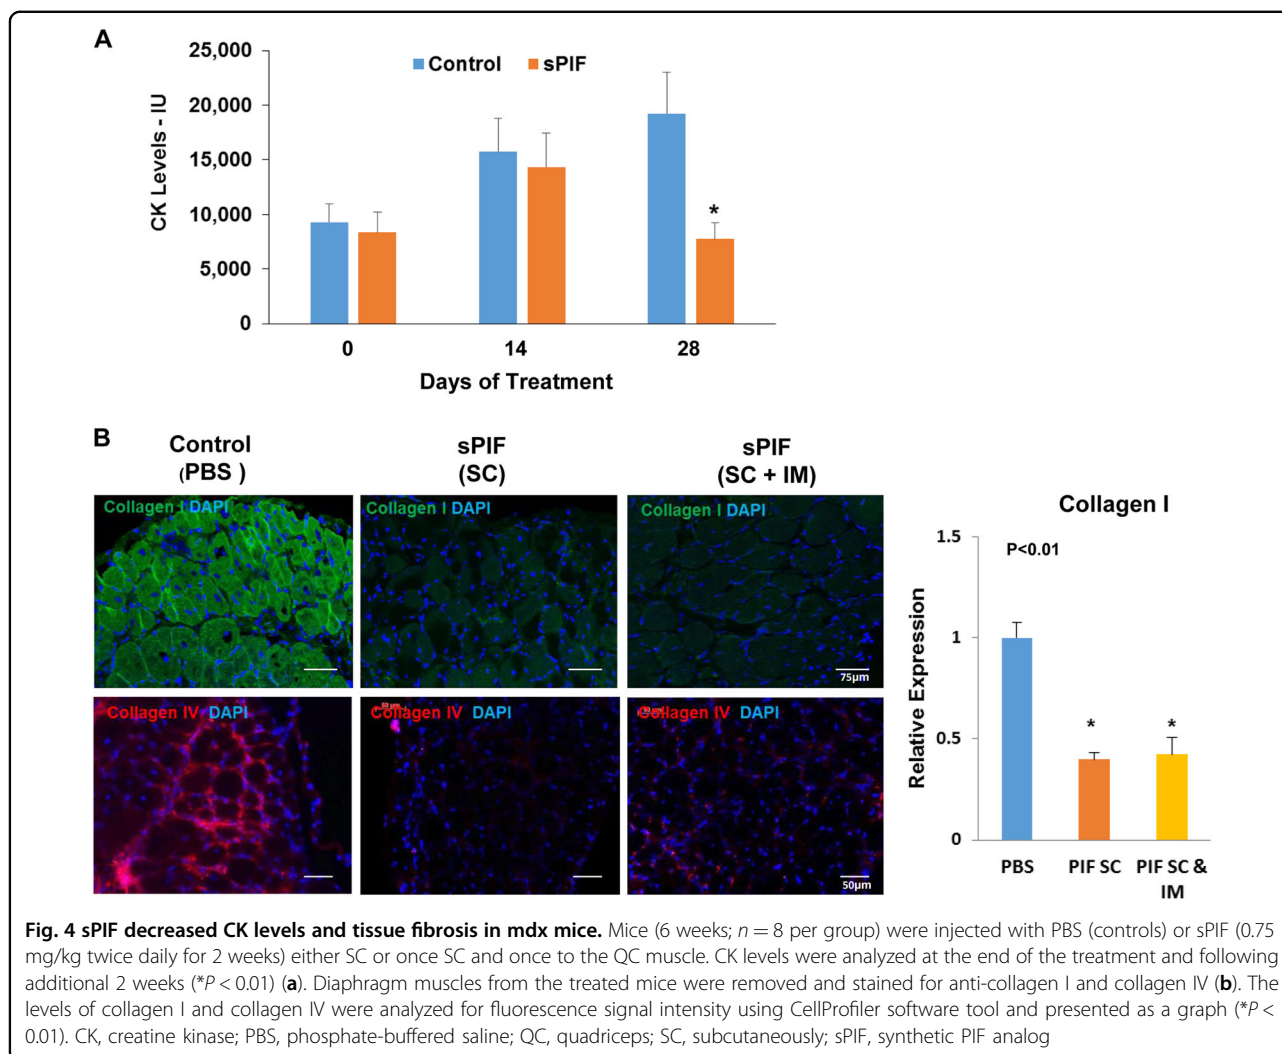 A
25,000
20,000
15,000
10,000
5,000
0
CK Levels - IU
Control
sPIF
*
0
14
28
Days of Treatment
B
Control
(PBS )
sPIF
(SC)
sPIF
(SC + IM)
Collagen I DAPI
Collagen I DAPI
Collagen I DAPI
75µm
Collagen IV DAPI
Collagen IV DAPI
Collagen IV DAPI
50µm
Collagen I
P<0.01
1.5
1
0.5
0
Relative Expression
*
*
PBS
PIF SC
PIF SC &
IM
Fig. 4 sPIF decreased CK levels and tissue fibrosis in mdx mice. Mice (6 weeks; n = 8 per group) were injected with PBS (controls) or sPIF (0.75
mg/kg twice daily for 2 weeks) either SC or once SC and once to the QC muscle. CK levels were analyzed at the end of the treatment and following
additional 2 weeks (*P < 0.01) (a). Diaphragm muscles from the treated mice were removed and stained for anti-collagen I and collagen IV (b). The
levels of collagen I and collagen IV were analyzed for fluorescence signal intensity using CellProfiler software tool and presented as a graph (*P <
0.01). CK, creatine kinase; PBS, phosphate-buffered saline; QC, quadriceps; SC, subcutaneously; sPIF, synthetic PIF analog